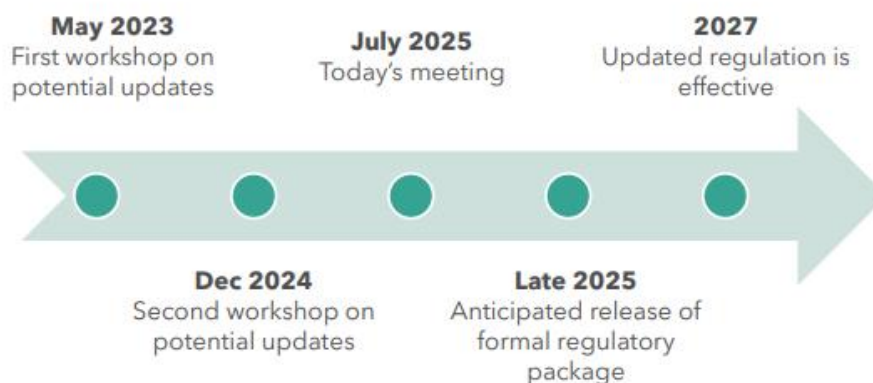 May 2023
First workshop on
potential updates
Dec 2024
Second workshop on
potential updates
July 2025
Today's meeting
Late 2025
Anticipated release of
formal regulatory
package
2027
Updated regulation is
effective